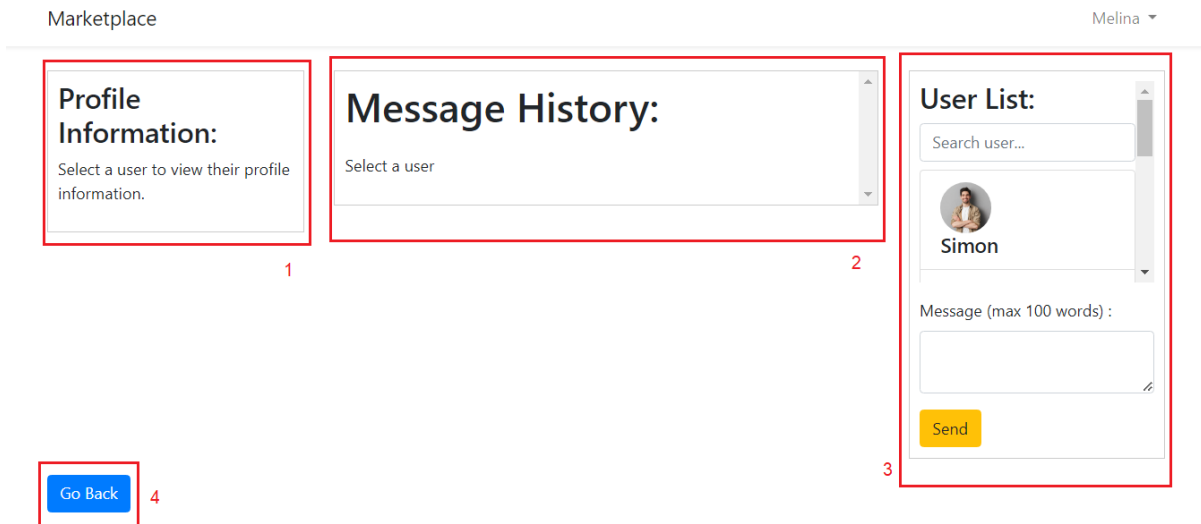 Marketplace
Melina
Profile
Information:
Select a user to view their profile
information.
1
Message History:
Select a user
2
User List:
Search user...
Simon
Message (max 100 words) :
Send
3
Go Back
4